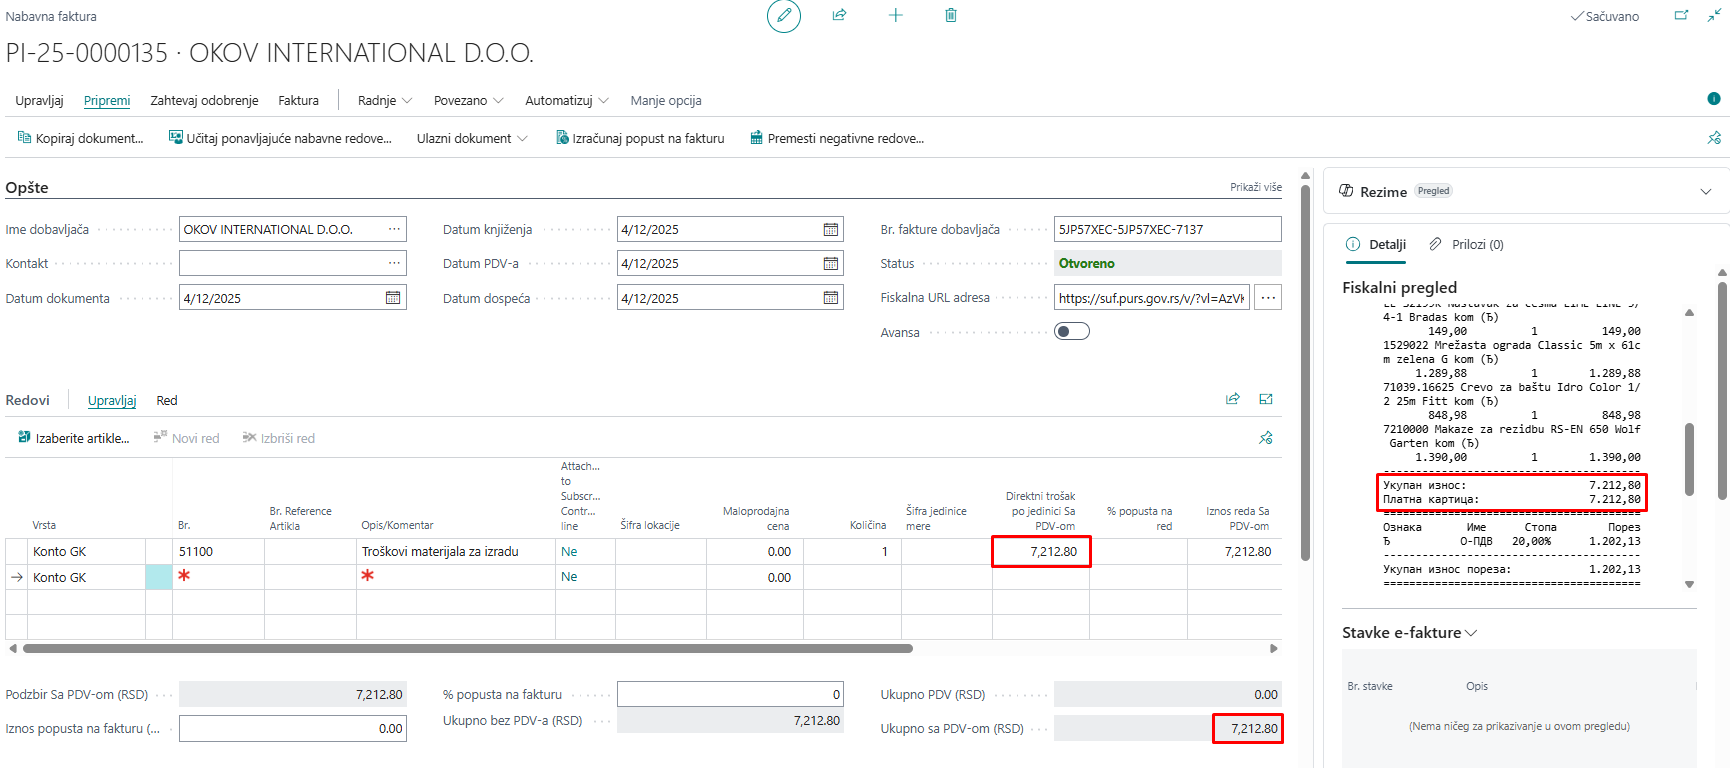 Nabavna faktura
Sačuvano
PI-25-0000135 · OKOV INTERNATIONAL D.O.O.
Upravljaj Pripremi Zahtevaj odobrenje Faktura Radnje Povezano Automatizuj Manje opcija
Kopiraj dokument... Učitaj ponavljajuće nabavne redove... Ulazni dokument Izračunaj popust na fakturu Premesti negativne redove...
Opšte
Prikaži više
Ime dobavljača OKOV INTERNATIONAL D.O.O. ...
Kontakt ...
Datum dokumenta 4/12/2025
Datum knjiženja 4/12/2025
Datum PDV-a 4/12/2025
Datum dospeća 4/12/2025
Br. fakture dobavljača 5JP57XEC-5JP57XEC-7137
Status Otvoreno
Fiskalna URL adresa https://suf.purs.gov.rs/v/?vl=AzVk ...
Avansa
Redovi Upravljaj Red
Izaberite artikle... Novi red Izbriši red
Vrsta
Br.
Br. Reference
Artikla
Opis/Komentar
Attach...
to
Subscr...
Contr...
line
Šifra lokacije
Maloprodajna
cena
Količina
Šifra jedinice
mere
Direktni trošak
po jedinici Sa
PDV-om
% popusta na
red
Iznos reda Sa
PDV-om
Konto GK 51100 Troškovi materijala za izradu Ne 0.00 1 7,212.80 7,212.80
Konto GK * * Ne 0.00
Podzbir Sa PDV-om (RSD) 7,212.80
Iznos popusta na fakturu (... 0.00
% popusta na fakturu 0
Ukupno bez PDV-a (RSD) 7,212.80
Ukupno PDV (RSD) 0.00
Ukupno sa PDV-om (RSD) 7,212.80
Rezime Pregled
Detalji Prilozi (0)
Fiskalni pregled
4-1 Bradas kom (Ђ)
149,00 1 149,00
1529022 Mrežasta ograda Classic 5m x 61c
m zelena G kom (Ђ)
1.289,88 1 1.289,88
71039.16625 Crevo za baštu Idro Color 1/
2 25m Fitt kom (Ђ)
848,98 1 848,98
7210000 Makaze za rezidbu RS-EN 650 Wolf
Garten kom (Ђ)
1.390,00 1 1.390,00
----------------------------------------
Укупан износ: 7.212,80
Платна картица: 7.212,80
========================================
Ознака Име Стопа Порез
Ђ О-ПДВ 20,00% 1.202,13
----------------------------------------
Укупан износ пореза: 1.202,13
========================================
Stavke e-fakture
Br. stavke Opis
(Nema ničeg za prikazivanje u ovom pregledu)